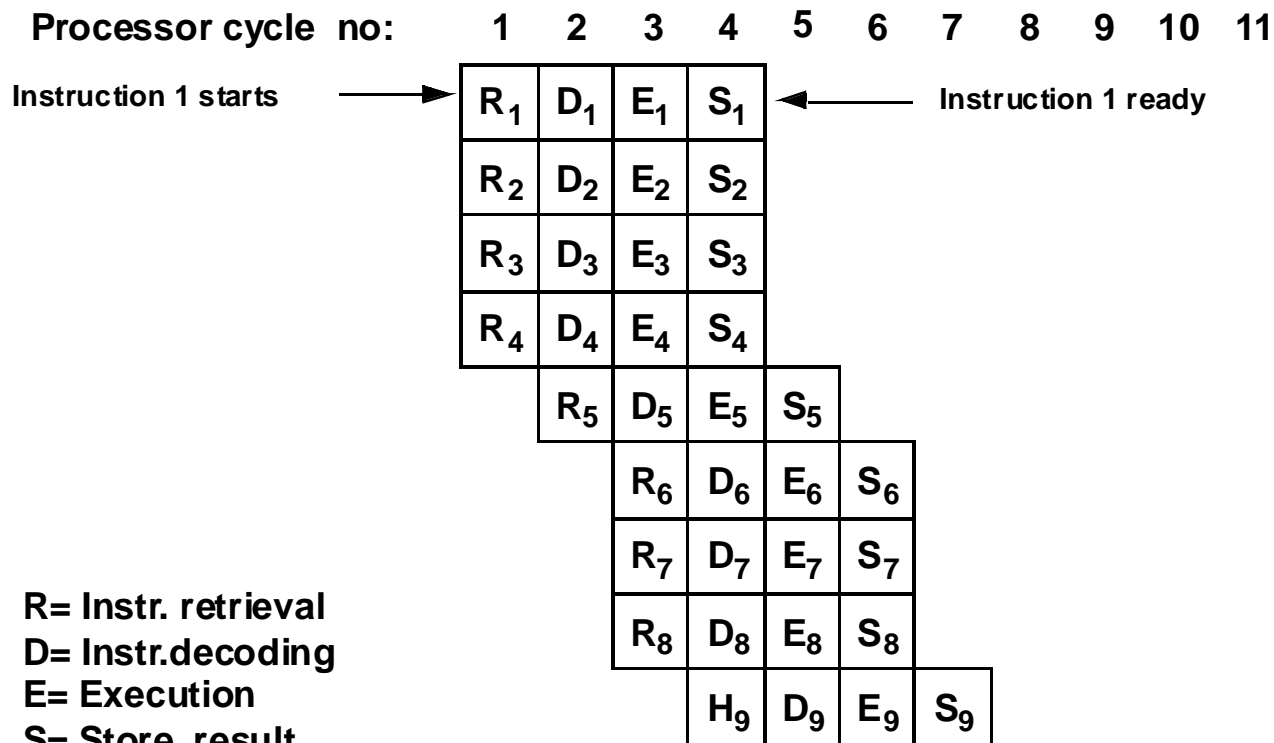 Processor cycle no: 1 2 3 4 5 6 7 8 9 10 11
Instruction 1 starts R1 D1 E1 S1 Instruction 1 ready
R2 D2 E2 S2
R3 D3 E3 S3
R4 D4 E4 S4
R5 D5 E5 S5
R6 D6 E6 S6
R7 D7 E7 S7
R8 D8 E8 S8
H9 D9 E9 S9
R= Instr. retrieval
D= Instr.decoding
E= Execution
S= Store result